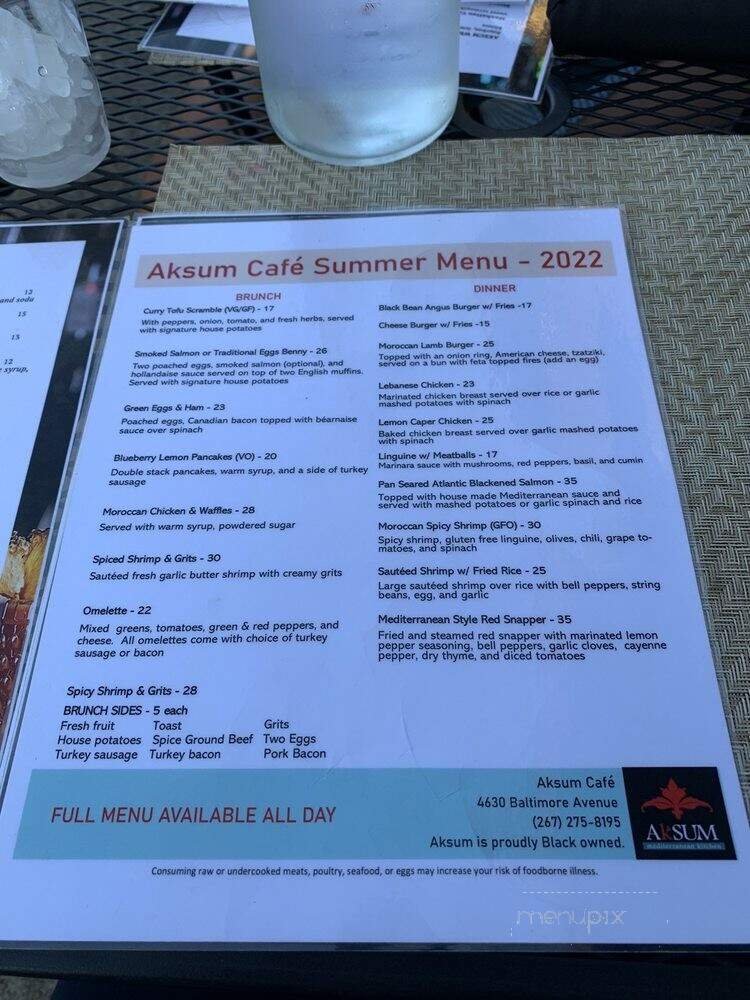 Aksum Café Summer Menu - 2022
BRUNCH
Curry Tofu Scramble (VG/GF) - 17
With peppers, onion, tomato, and fresh herbs, served
with signature house potatoes
Smoked Salmon or Traditional Eggs Benny - 26
Two poached eggs, smoked salmon (optional), and
hollandaise sauce served on top of two English muffins.
Served with signature house potatoes
Green Eggs & Ham - 23
Poached eggs, Canadian bacon topped with béarnaise
sauce over spinach
Blueberry Lemon Pancakes (VO) - 20
Double stack pancakes, warm syrup, and a side of turkey
sausage
Moroccan Chicken & Waffles - 28
Served with warm syrup, powdered sugar
Spiced Shrimp & Grits - 30
Sautéed fresh garlic butter shrimp with creamy grits
Omelette - 22
Mixed greens, tomatoes, green & red peppers, and
cheese. All omelettes come with choice of turkey
sausage or bacon
Spicy Shrimp & Grits - 28
BRUNCH SIDES - 5 each
Fresh fruit Toast Grits
House potatoes Spice Ground Beef Two Eggs
Turkey sausage Turkey bacon Pork Bacon
DINNER
Black Bean Angus Burger w/ Fries -17
Cheese Burger w/ Fries -15
Moroccan Lamb Burger - 25
Topped with an onion ring, American cheese, tzatziki,
served on a bun with feta topped fires (add an egg)
Lebanese Chicken - 23
Marinated chicken breast served over rice or garlic
mashed potatoes with spinach
Lemon Caper Chicken - 25
Baked chicken breast served over garlic mashed potatoes
with spinach
Linguine w/ Meatballs - 17
Marinara sauce with mushrooms, red peppers, basil, and cumin
Pan Seared Atlantic Blackened Salmon - 35
Topped with house made Mediterranean sauce and
served with mashed potatoes or garlic spinach and rice
Moroccan Spicy Shrimp (GFO) - 30
Spicy shrimp, gluten free linguine, olives, chili, grape to-
matoes, and spinach
Sautéed Shrimp w/ Fried Rice - 25
Large sautéed shrimp over rice with bell peppers, string
beans, egg, and garlic
Mediterranean Style Red Snapper - 35
Fried and steamed red snapper with marinated lemon
pepper seasoning, bell peppers, garlic cloves, cayenne
pepper, dry thyme, and diced tomatoes
FULL MENU AVAILABLE ALL DAY
Aksum Café
4630 Baltimore Avenue
(267) 275-8195
Aksum is proudly Black owned.
AkSUM
mediterranean kitchen
Consuming raw or undercooked meats, poultry, seafood, or eggs may increase your risk of foodborne illness.
menupix
13
and soda
15
13
12
syrup,